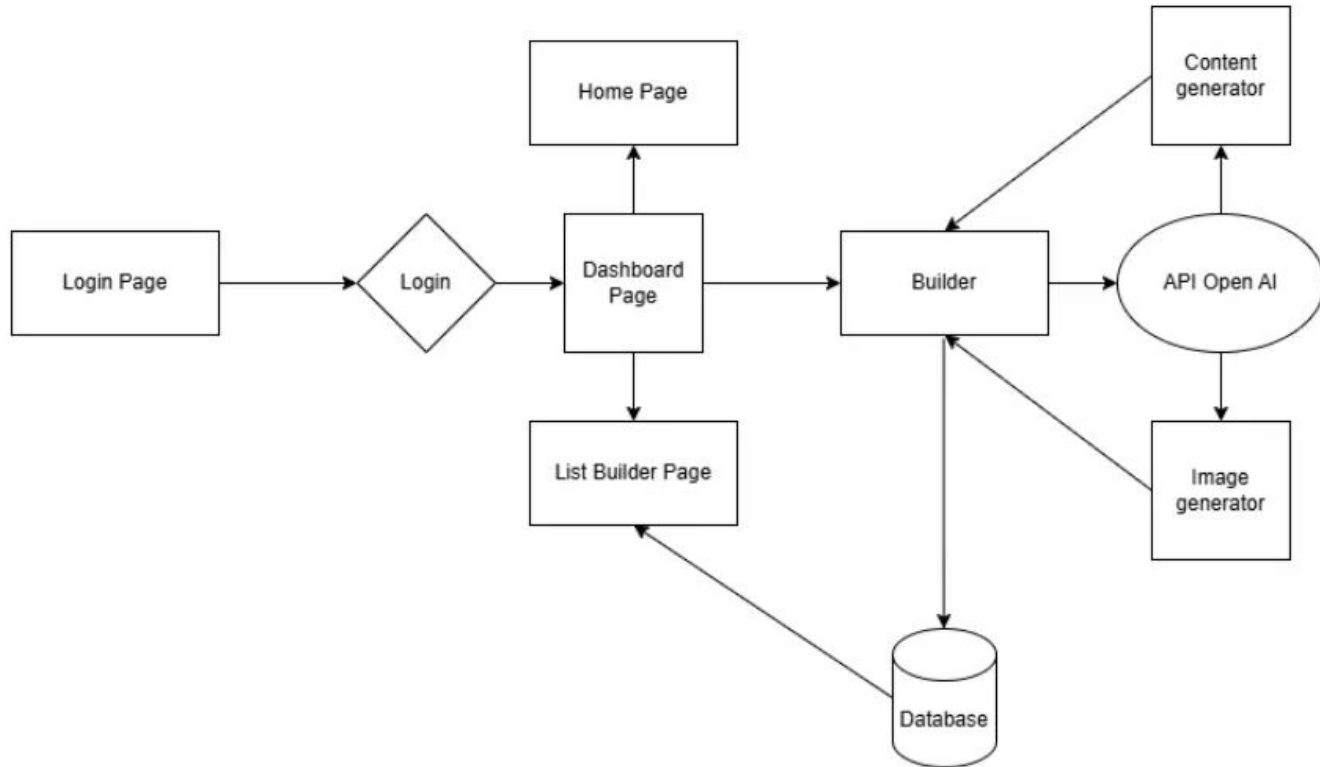 Home Page
Content
generator
Login Page
Login
Dashboard
Page
Builder
API Open AI
List Builder Page
Image
generator
Database